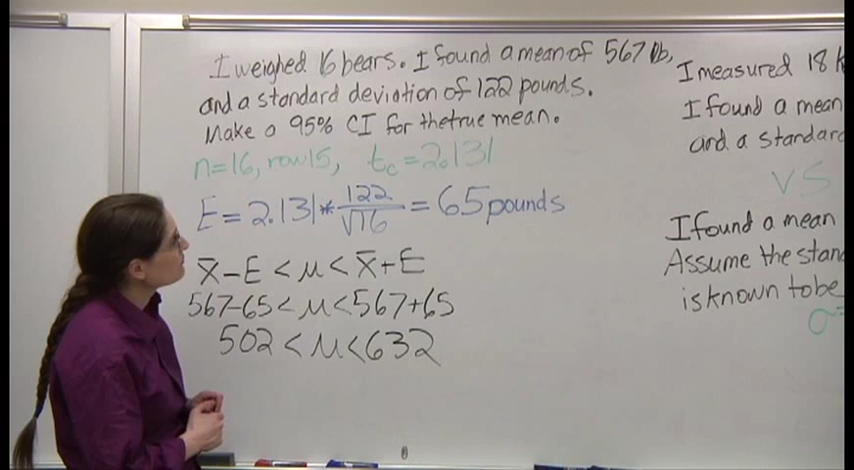 I weighed 16 bears. I found a mean of 567 lb,
and a standard deviation of 122 pounds.
Make a 95% CI for the true mean.
n=16, row 15, tc=2.131
E = 2.131 * 122/√16 = 65 pounds
x̄-E < μ < x̄+E
567-65 < μ < 567+65
502 < μ < 632
I measured 18
I found a mean
and a standard
VS
I found a mean
Assume the stan
is known to be
σ=